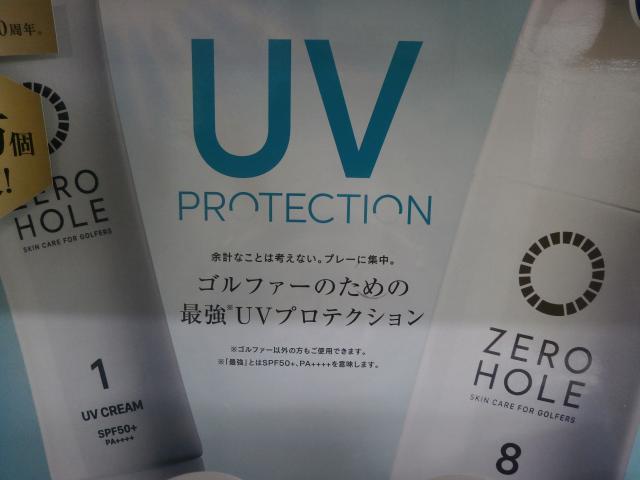 0周年。
個
!
ZERO
HOLE
SKIN CARE FOR GOLFERS
1
UV CREAM
SPF50+
PA++++
UV
PROTECTION
余計なことは考えない。プレーに集中。
ゴルファーのための
最強※UVプロテクション
※ゴルファー以外の方もご使用できます。
※「最強」とはSPF50+、PA++++を意味します。
ZERO
HOLE
SKIN CARE FOR GOLFERS
8